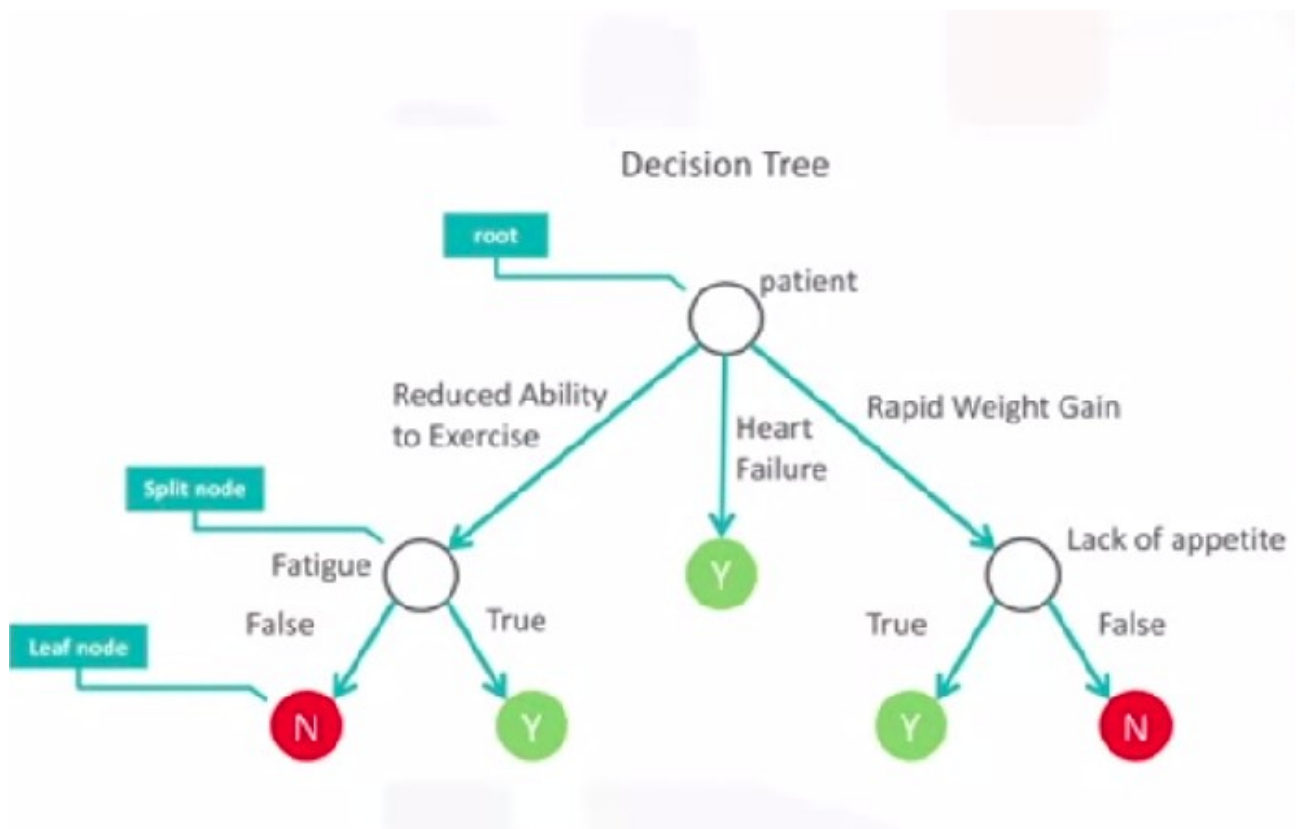 Decision Tree
root
patient
Reduced Ability
to Exercise
Heart
Failure
Rapid Weight Gain
Split node
Fatigue
Lack of appetite
False
True
True
False
Leaf node
Y
N
Y
Y
N